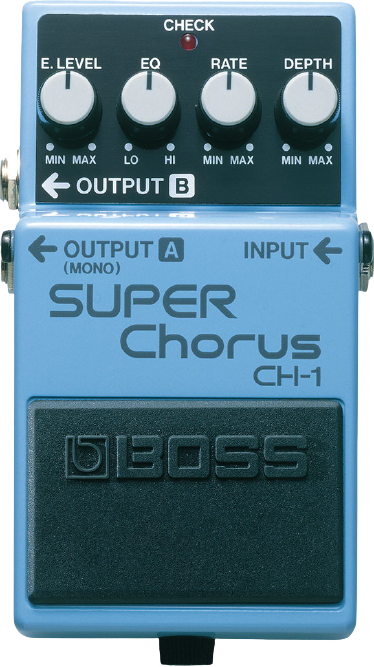 CHECK
E. LEVEL EQ RATE DEPTH
MIN MAX LO HI MIN MAX MIN MAX
← OUTPUT B
← OUTPUT A INPUT ←
(MONO)
SUPER
Chorus
CH-1
BOSS